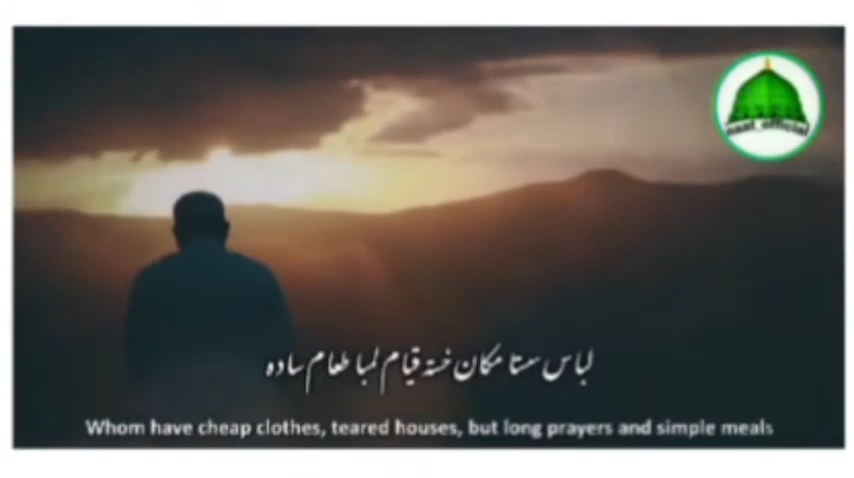 naat_official
لباس سستا مکان خستہ قیام لمبا طعام سادہ
Whom have cheap clothes, teared houses, but long prayers and simple meals